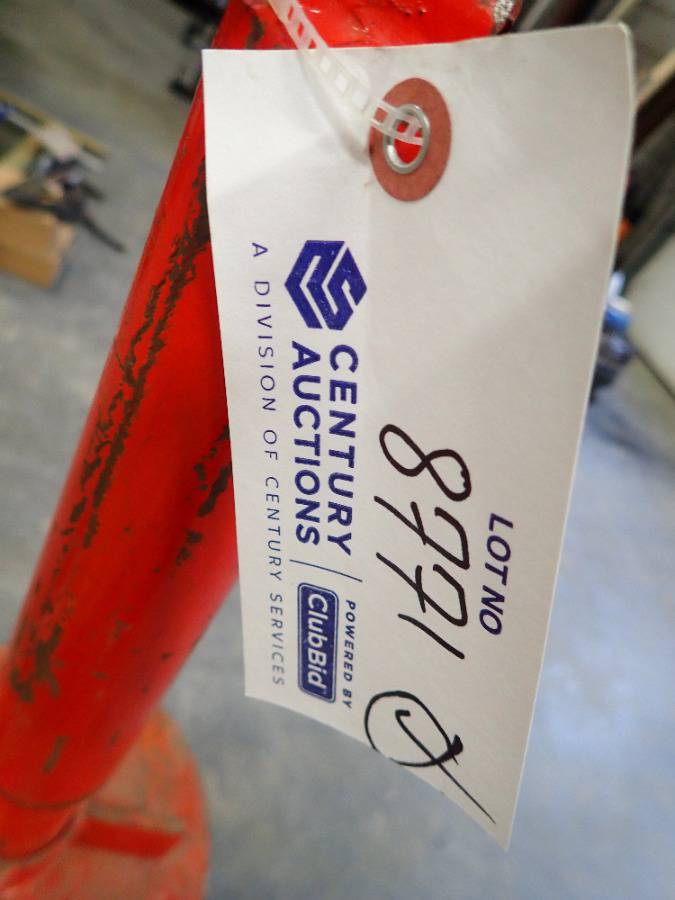 LOT NO
8771
CENTURY
AUCTIONS
POWERED BY
ClubBid
A DIVISION OF CENTURY SERVICES